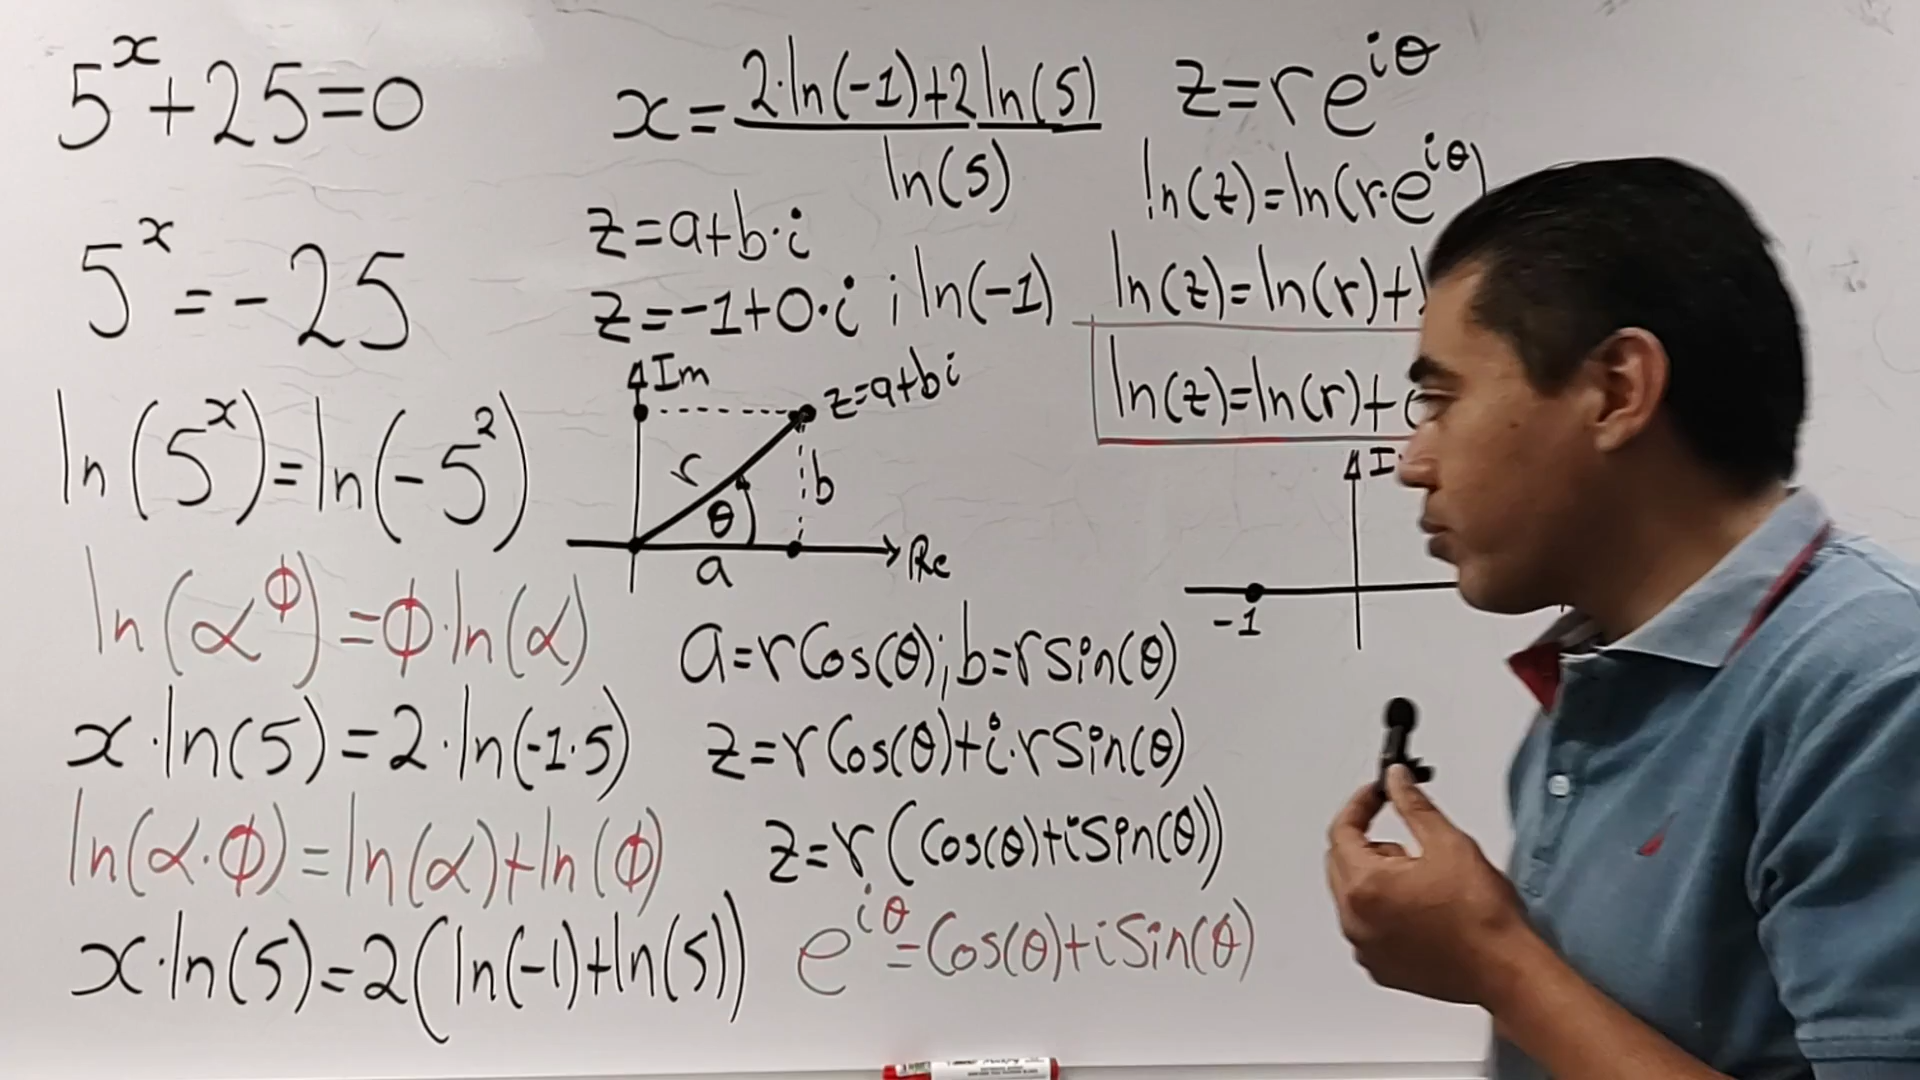 5^x+25=0
5^x=-25
ln(5^x)=ln(-5^2)
ln(α^ϕ)=ϕ·ln(α)
x·ln(5)=2·ln(-1·5)
ln(α·ϕ)=ln(α)+ln(ϕ)
x·ln(5)=2(ln(-1)+ln(5))
x=2·ln(-1)+2ln(5)
ln(5)
z=a+b·i
z=-1+0·i ; ln(-1)
Im
z=a+bi
r
b
θ
a
Re
a=rCos(θ);b=rSin(θ)
z=rCos(θ)+i·rSin(θ)
z=r(Cos(θ)+iSin(θ))
e^iθ=Cos(θ)+iSin(θ)
z=re^iθ
ln(z)=ln(r·e^iθ)
ln(z)=ln(r)+
ln(z)=ln(r)+
-1